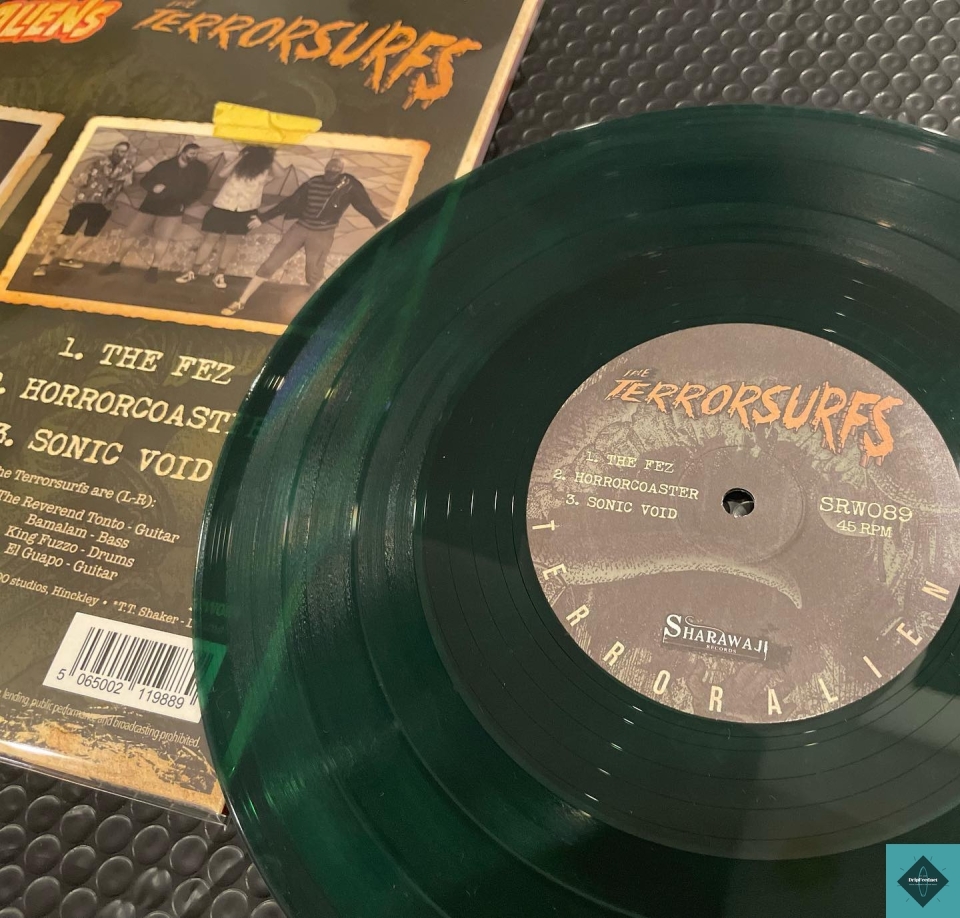 ALIENS
THE TERRORSURFS
1. THE FEZ
HORRORCOAST
3. SONIC VOID
he Terrorsurfs are (L-R):
The Reverend Tonto - Guitar
Bamalam - Bass
King Fuzzo - Drums
El Guapo - Guitar
studios, Hinckley • *T.T. Shaker -
5 065002 119889
lending, public performance and broadcasting prohibited.
THE
TERRORSURFS
1. THE FEZ
2. HORRORCOASTER
3. SONIC VOID
SRW089
45 RPM
SHARAWAJI
RECORDS
TERRORALIEN